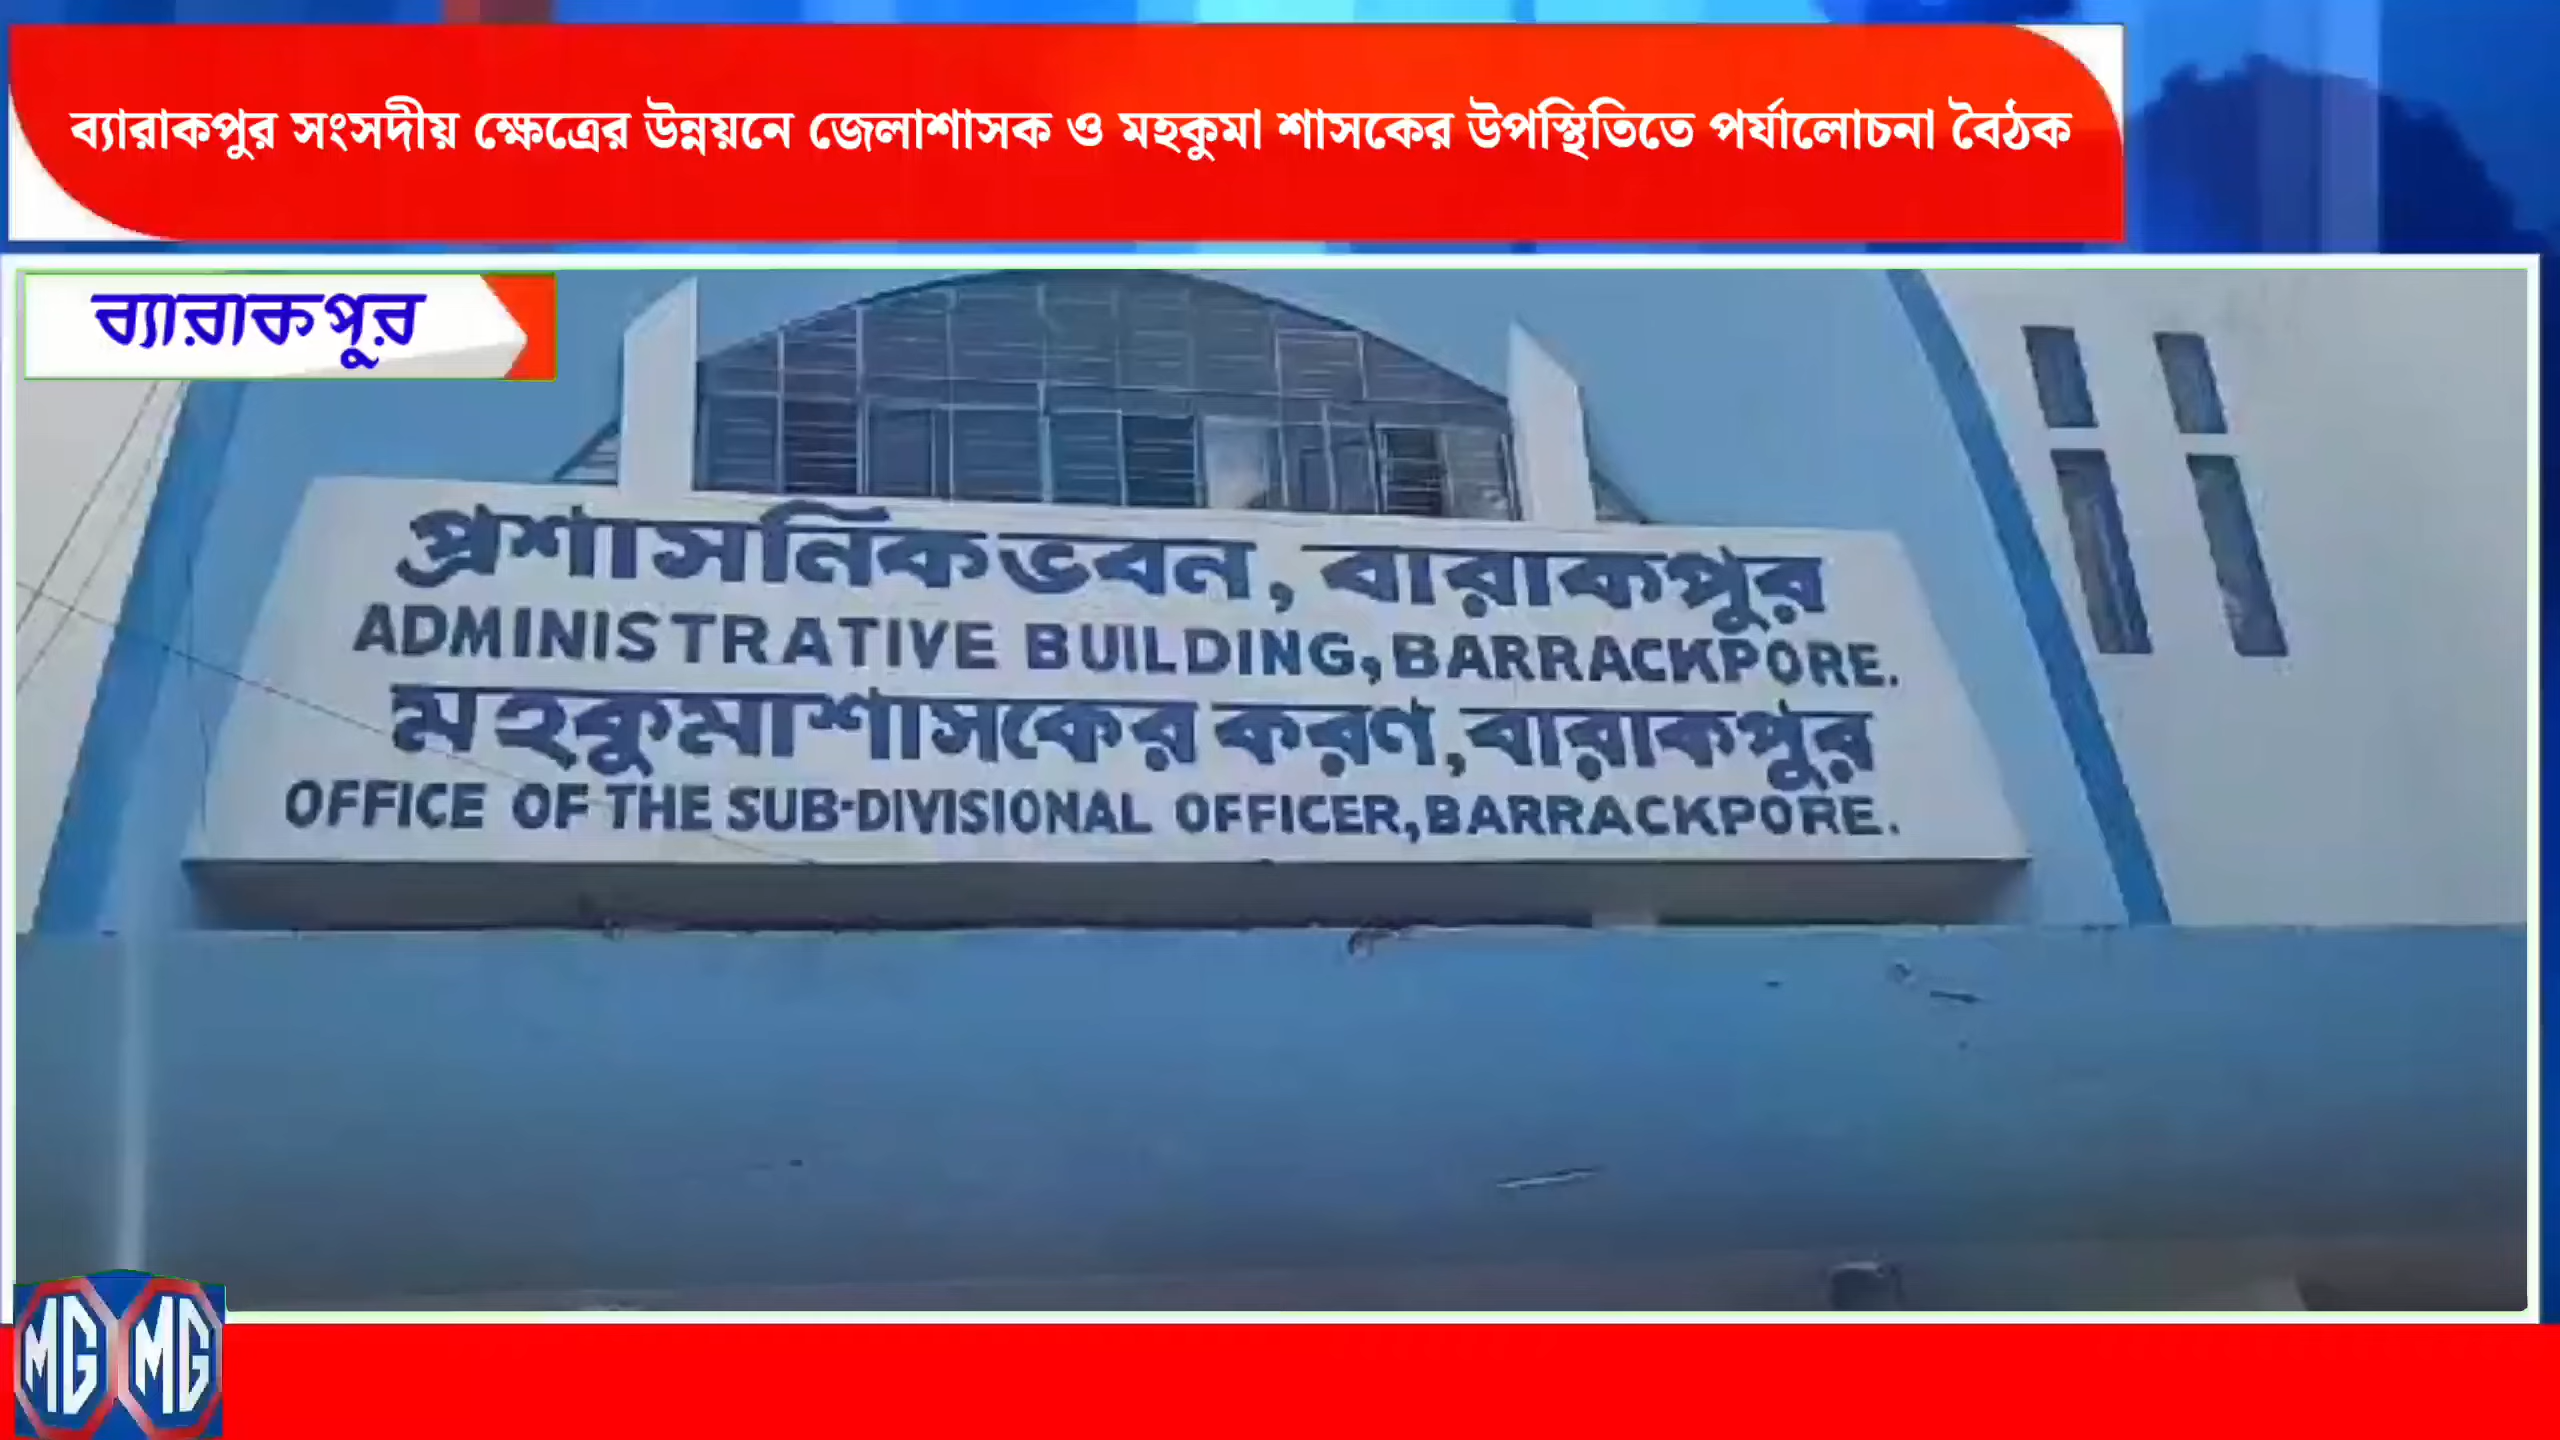 ব্যারাকপুর সংসদীয় ক্ষেত্রের উন্নয়নে জেলাশাসক ও মহকুমা শাসকের উপস্থিতিতে পর্যালোচনা বৈঠক
ব্যারাকপুর
প্রশাসনিক ভবন, বারাকপুর
ADMINISTRATIVE BUILDING, BARRACKPORE.
মহকুমাশাসকের করণ, বারাকপুর
OFFICE OF THE SUB-DIVISIONAL OFFICER, BARRACKPORE.
MG MG